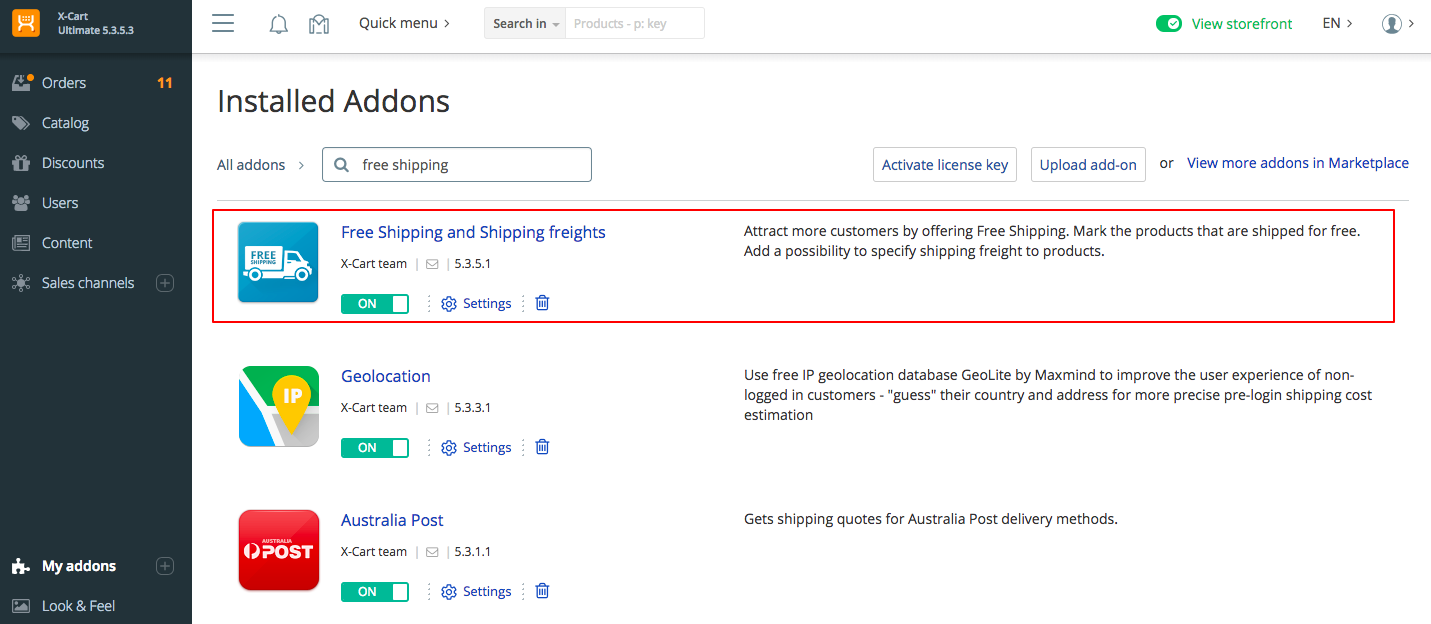 X-Cart
Ultimate 5.3.5.3
Quick menu
Search in
Products - p: key
View storefront
EN
Orders
11
Catalog
Discounts
Users
Content
Sales channels
My addons
Look & Feel
Installed Addons
All addons
free shipping
Activate license key
Upload add-on
or
View more addons in Marketplace
FREE
SHIPPING
Free Shipping and Shipping freights
X-Cart team | | 5.3.5.1
ON
Settings
Attract more customers by offering Free Shipping. Mark the products that are shipped for free.
Add a possibility to specify shipping freight to products.
IP
Geolocation
X-Cart team | | 5.3.3.1
ON
Settings
Use free IP geolocation database GeoLite by Maxmind to improve the user experience of non-
logged in customers - "guess" their country and address for more precise pre-login shipping cost
estimation
AUSTRALIA
POST
Australia Post
X-Cart team | | 5.3.1.1
ON
Settings
Gets shipping quotes for Australia Post delivery methods.